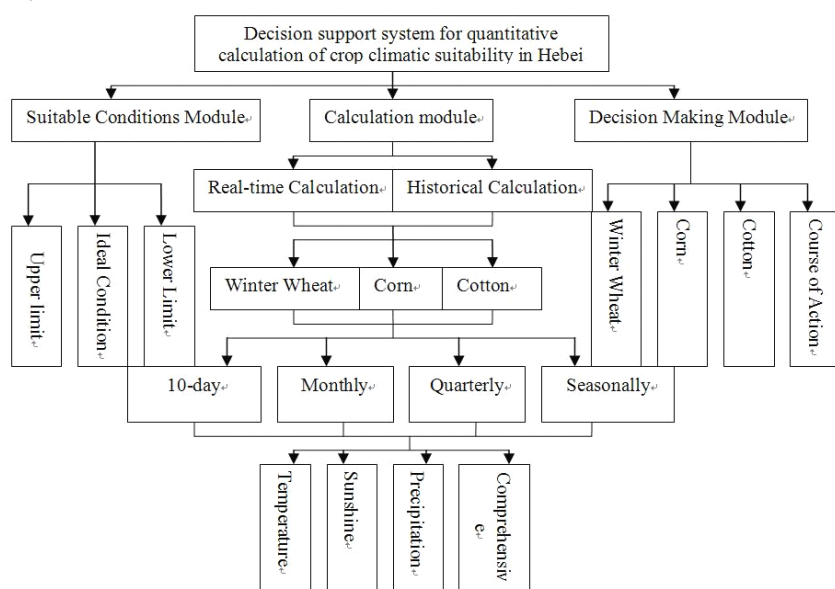 Decision support system for quantitative
calculation of crop climatic suitability in Hebei
Suitable Conditions Module
Calculation module
Decision Making Module
Real-time Calculation
Historical Calculation
Upper limit
Ideal Condition
Lower Limit
Winter Wheat
Corn
Cotton
Winter Wheat
Corn
Cotton
Course of Action
10-day
Monthly
Quarterly
Seasonally
Temperature
Sunshine
Precipitation
Comprehensiv
e